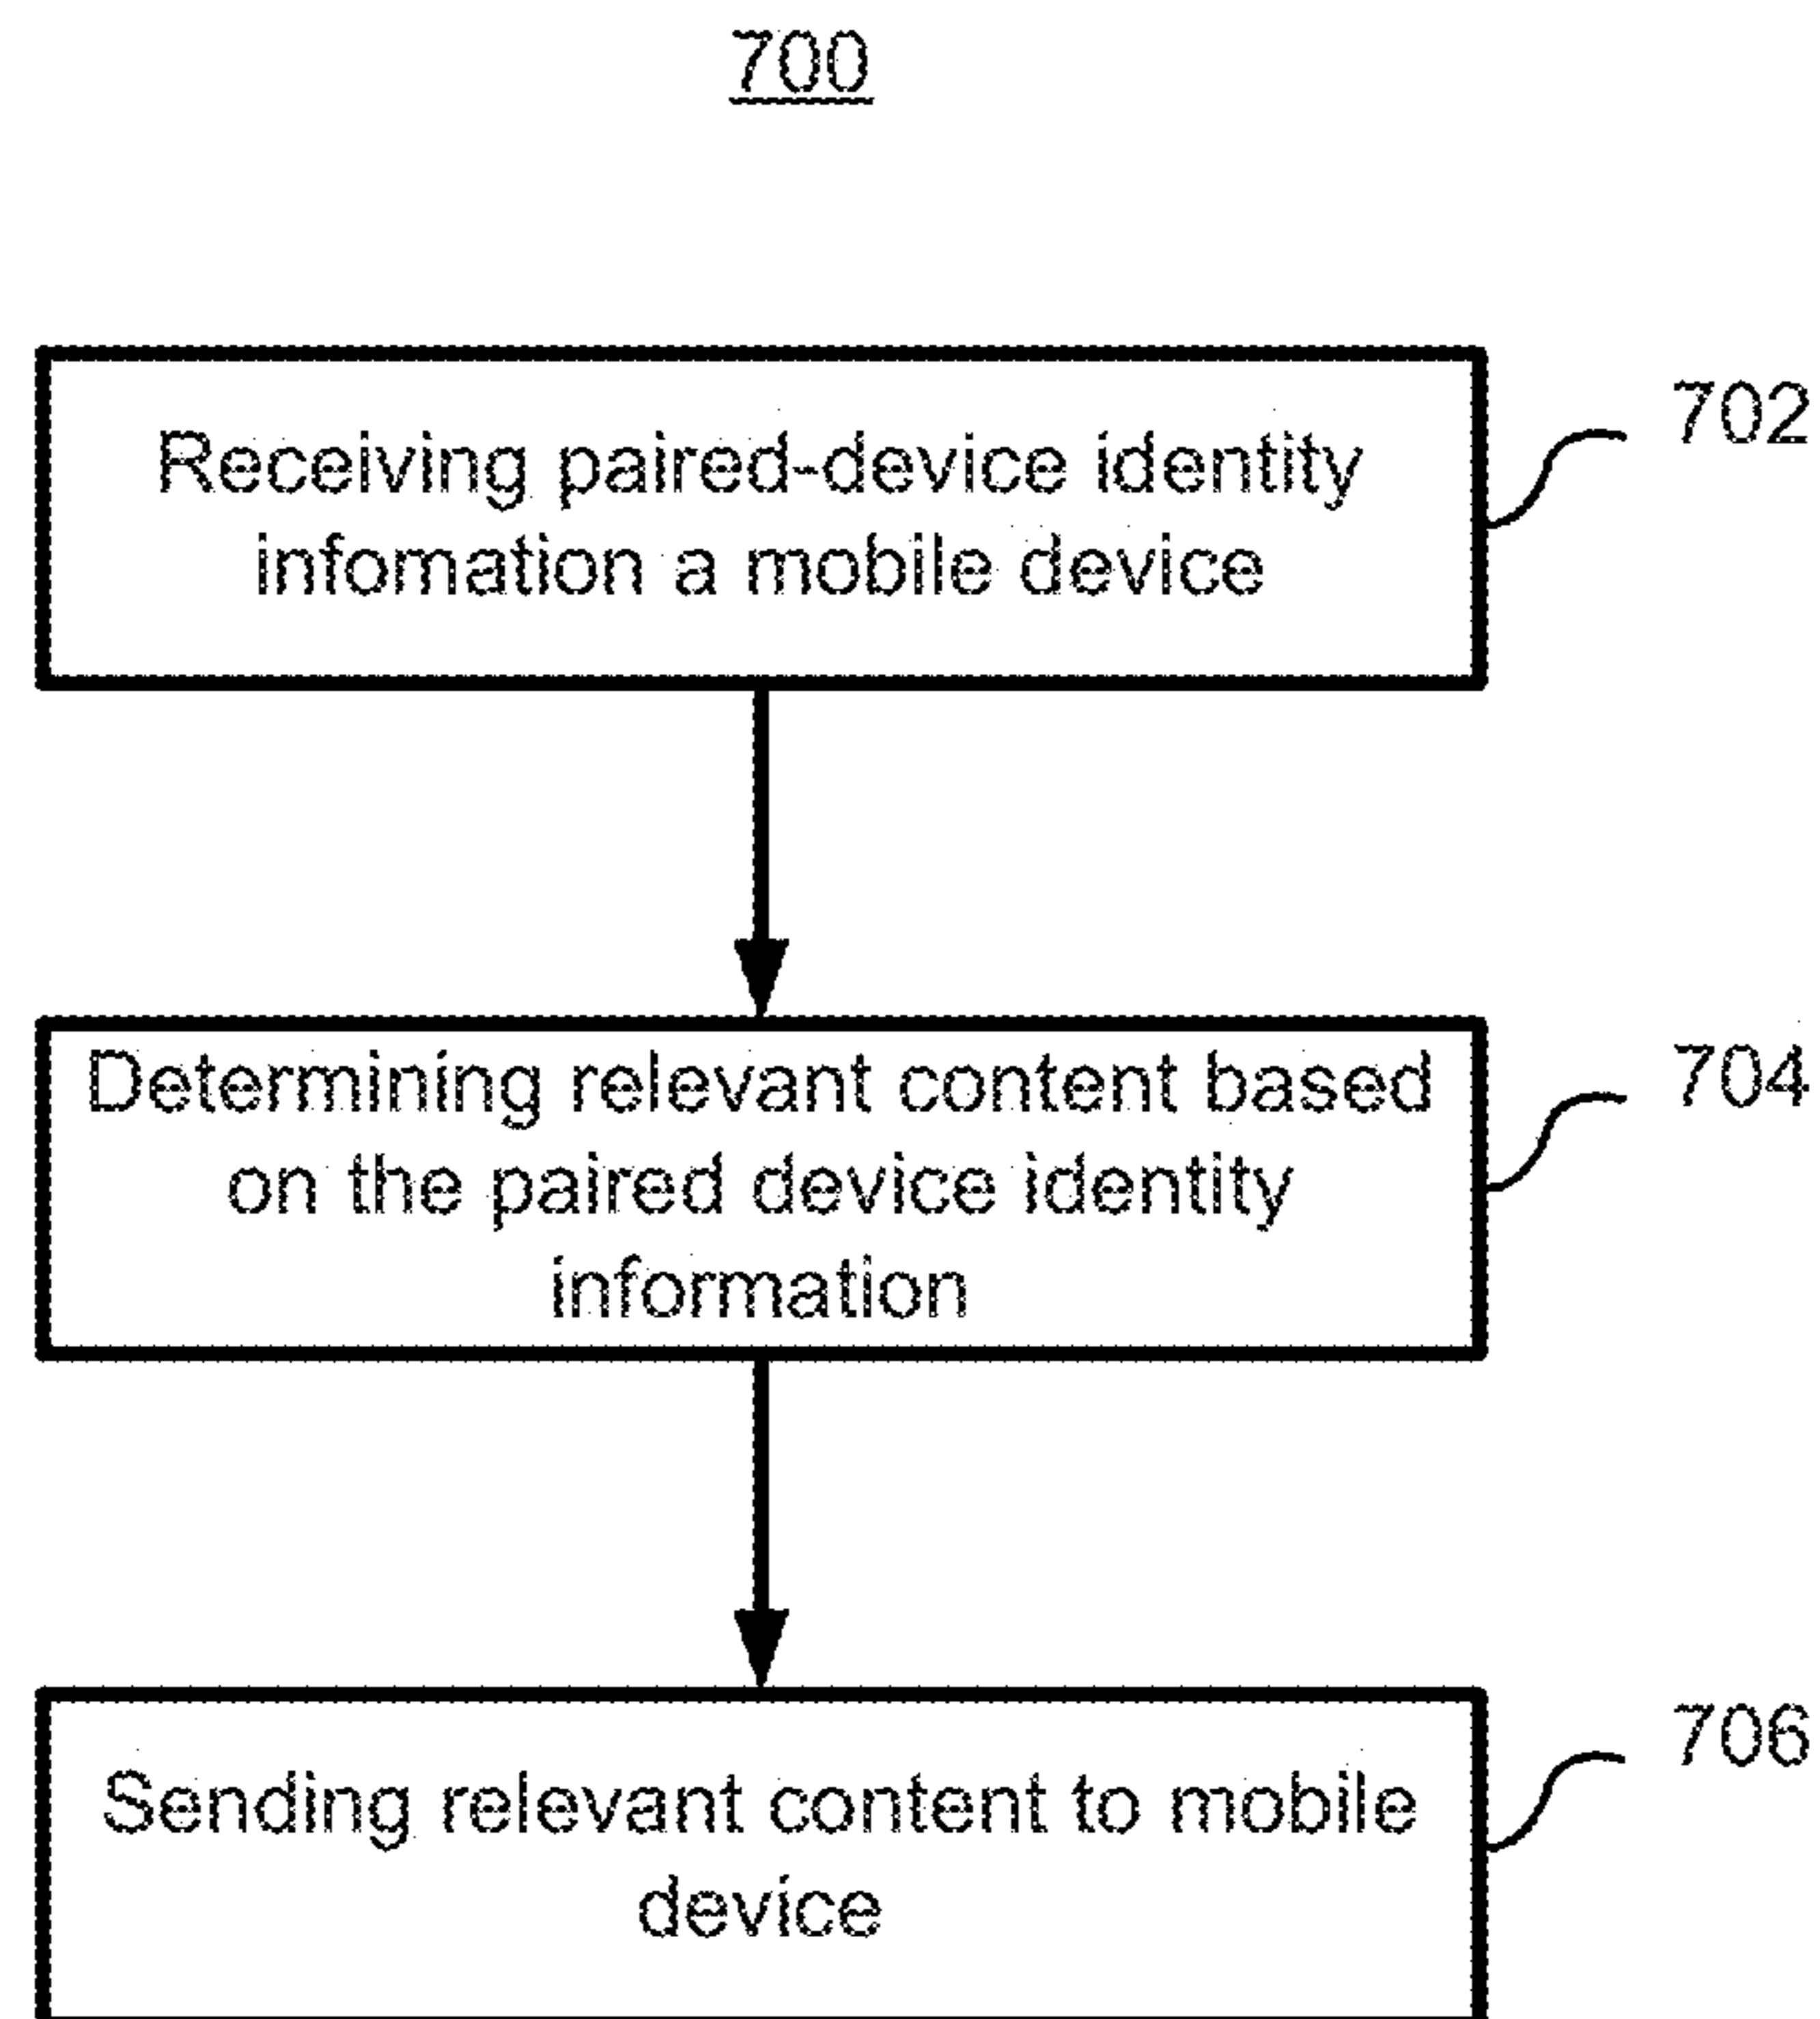 700
Receiving paired-device identity
infomation a mobile device
702
Determining relevant content based
on the paired device identity
information
704
Sending relevant content to mobile
device
706